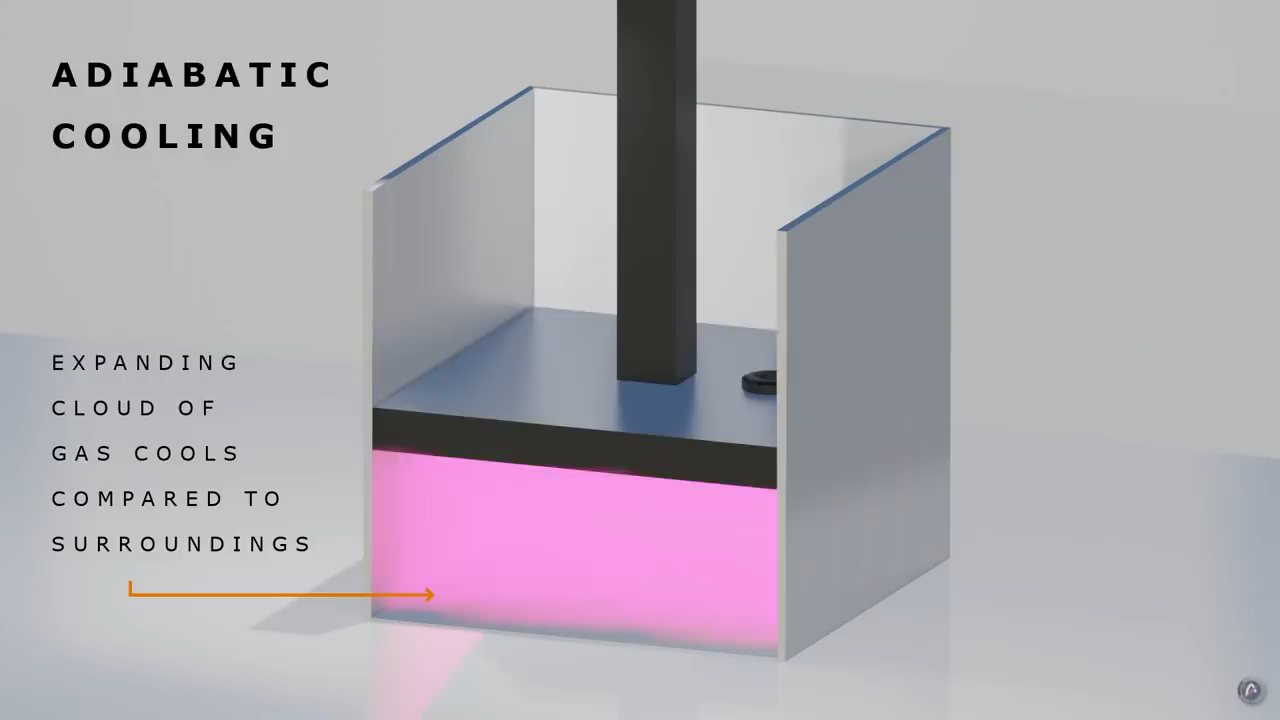 ADIABATIC
COOLING
EXPANDING
CLOUD OF
GAS COOLS
COMPARED TO
SURROUNDINGS